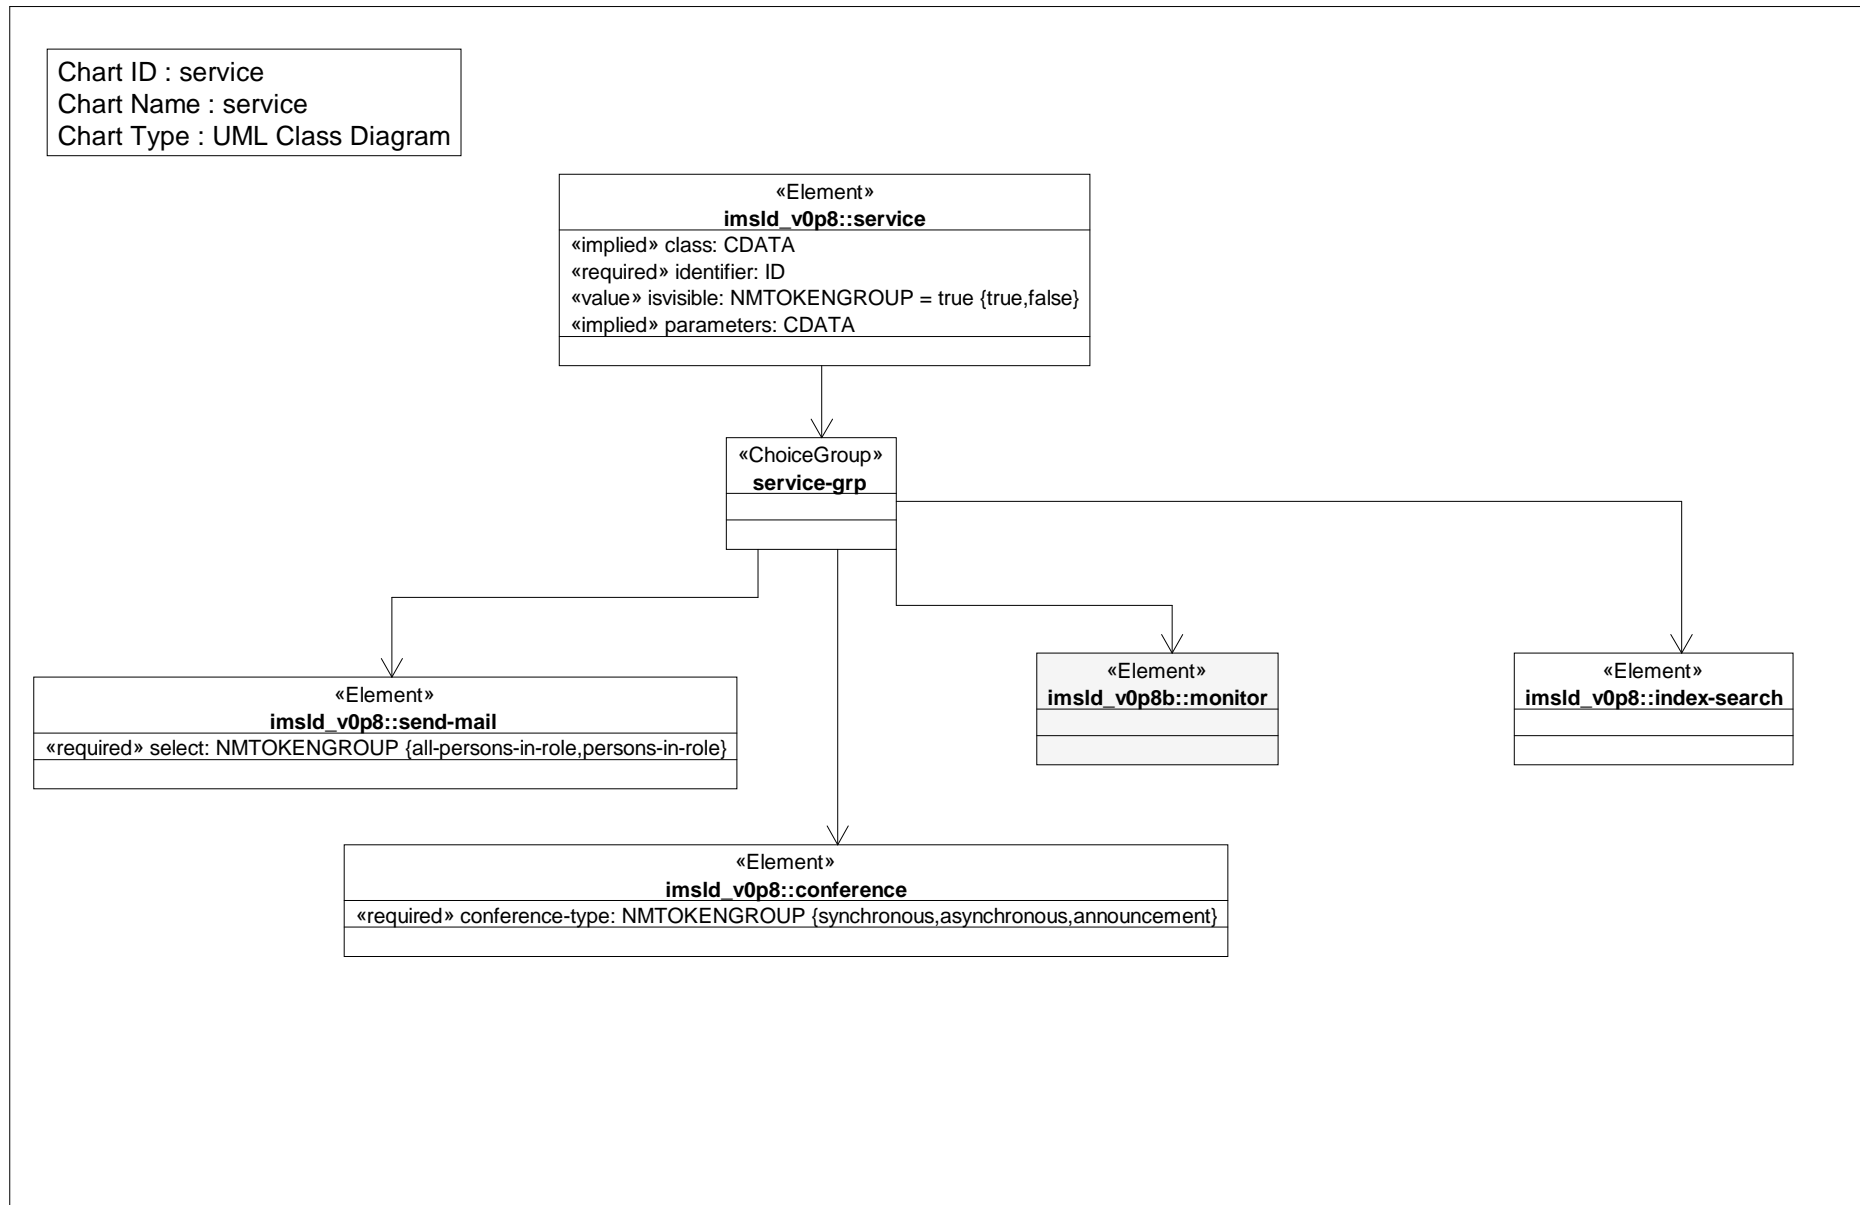 Chart ID : service
Chart Name : service
Chart Type : UML Class Diagram
«Element»
imsld_v0p8::service
«implied» class: CDATA
«required» identifier: ID
«value» isvisible: NMTOKENGROUP = true {true,false}
«implied» parameters: CDATA
«ChoiceGroup»
service-grp
«Element»
imsld_v0p8::send-mail
«required» select: NMTOKENGROUP {all-persons-in-role,persons-in-role}
«Element»
imsld_v0p8b::monitor
«Element»
imsld_v0p8::index-search
«Element»
imsld_v0p8::conference
«required» conference-type: NMTOKENGROUP {synchronous,asynchronous,announcement}